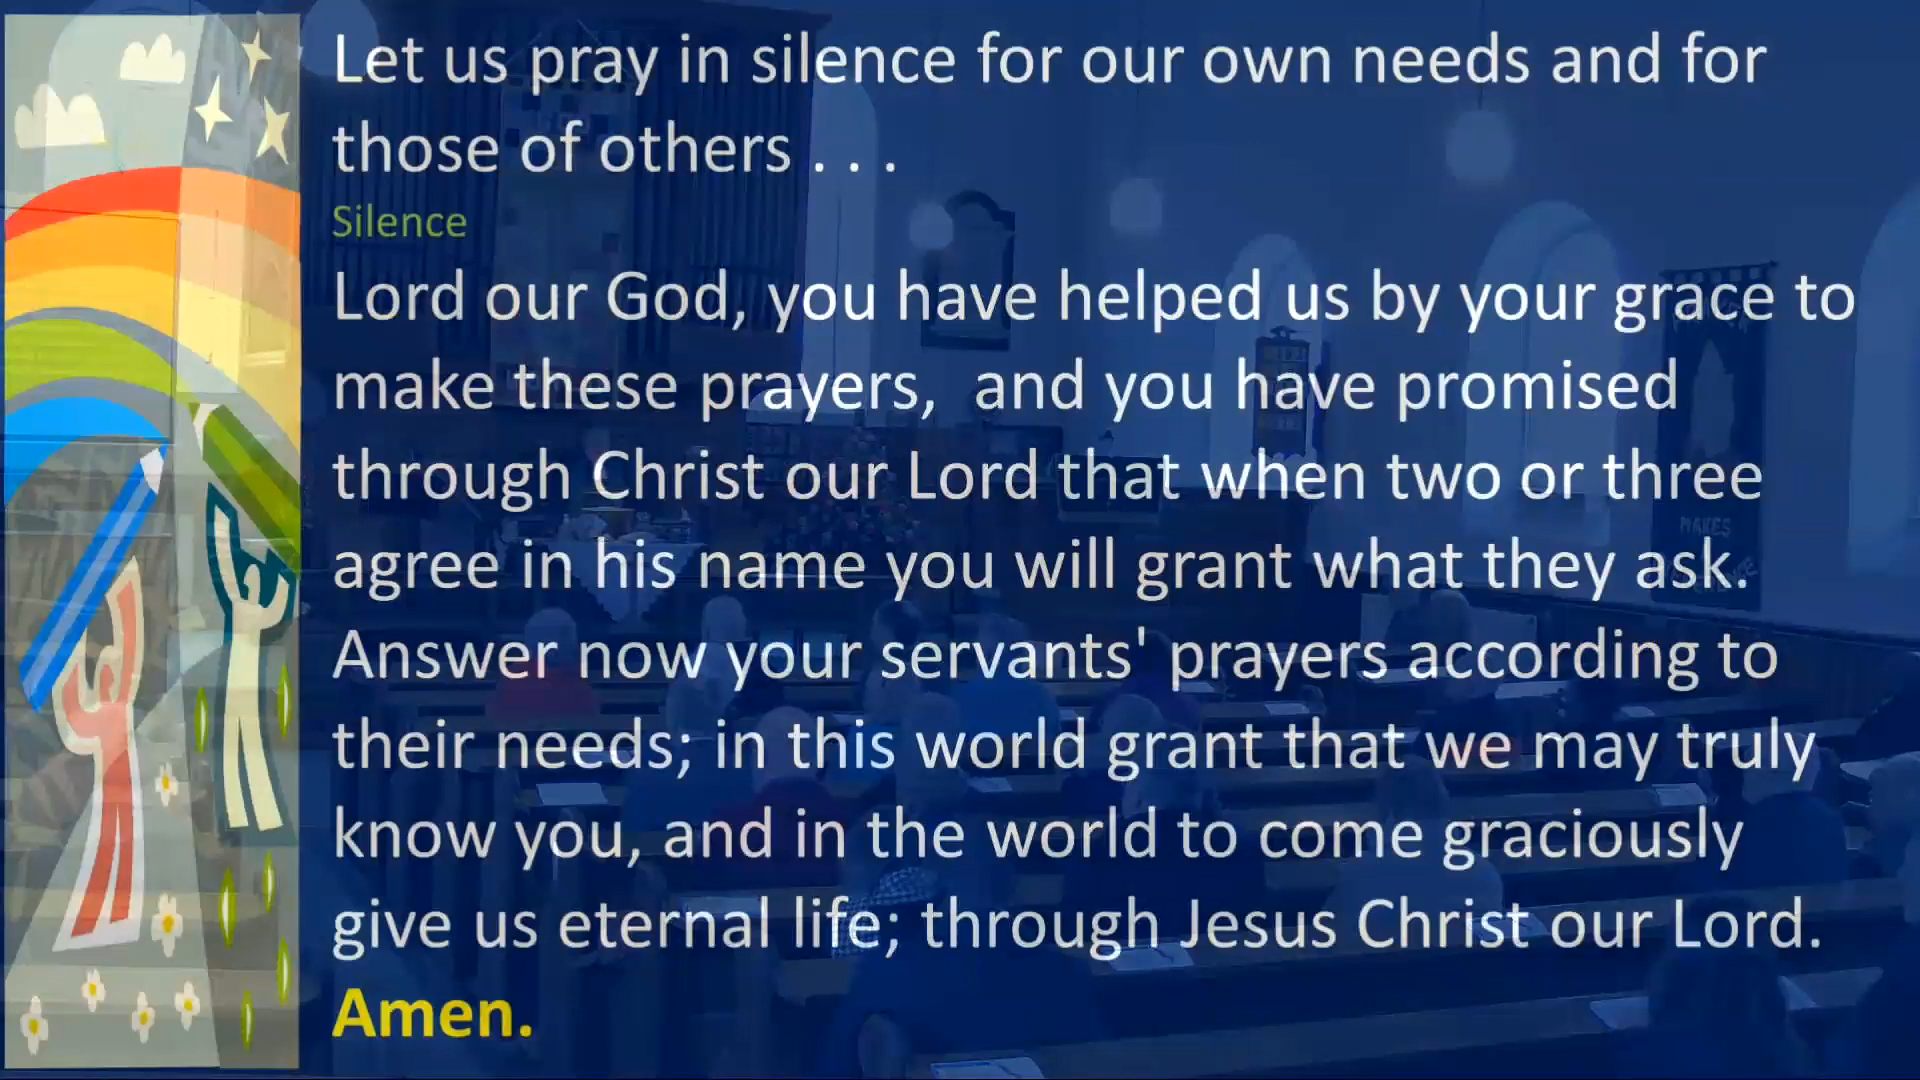 Let us pray in silence for our own needs and for
those of others . . .
Silence
Lord our God, you have helped us by your grace to
make these prayers,  and you have promised
through Christ our Lord that when two or three
agree in his name you will grant what they ask.
Answer now your servants' prayers according to
their needs; in this world grant that we may truly
know you, and in the world to come graciously
give us eternal life; through Jesus Christ our Lord.
Amen.
MAKES